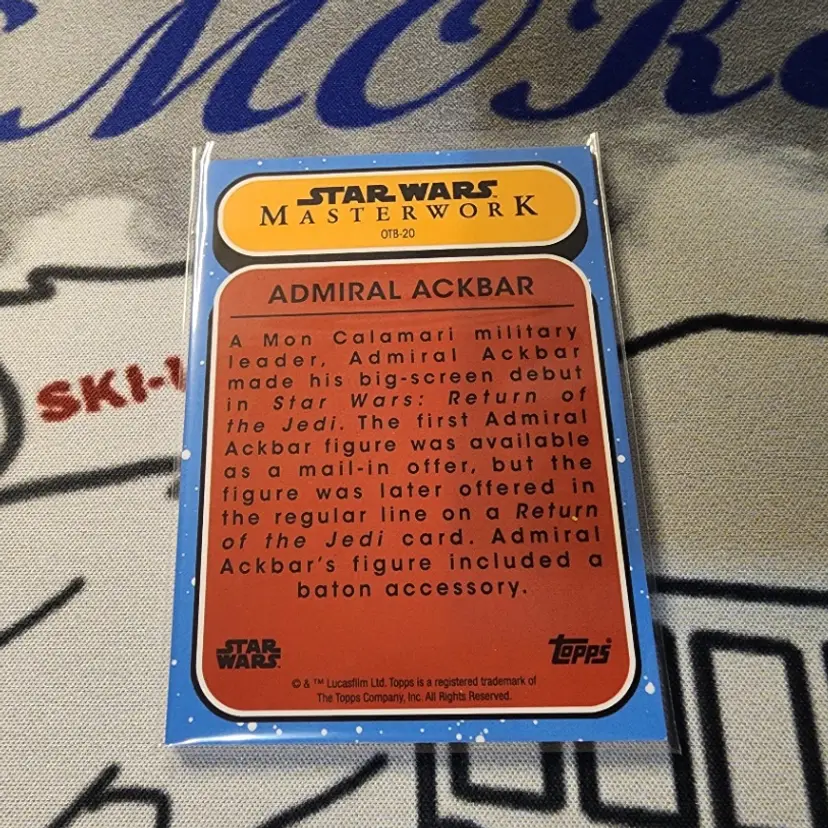 SKI-
STAR WARS
MASTERWORK
OTB-20
ADMIRAL ACKBAR
A Mon Calamari military
leader, Admiral Ackbar
made his big-screen debut
in Star Wars: Return of
the Jedi. The first Admiral
Ackbar figure was available
as a mail-in offer, but the
figure was later offered in
the regular line on a Return
of the Jedi card. Admiral
Ackbar's figure included a
baton accessory.
STAR
WARS
Topps®
© & ™ Lucasfilm Ltd. Topps is a registered trademark of
The Topps Company, Inc. All Rights Reserved.